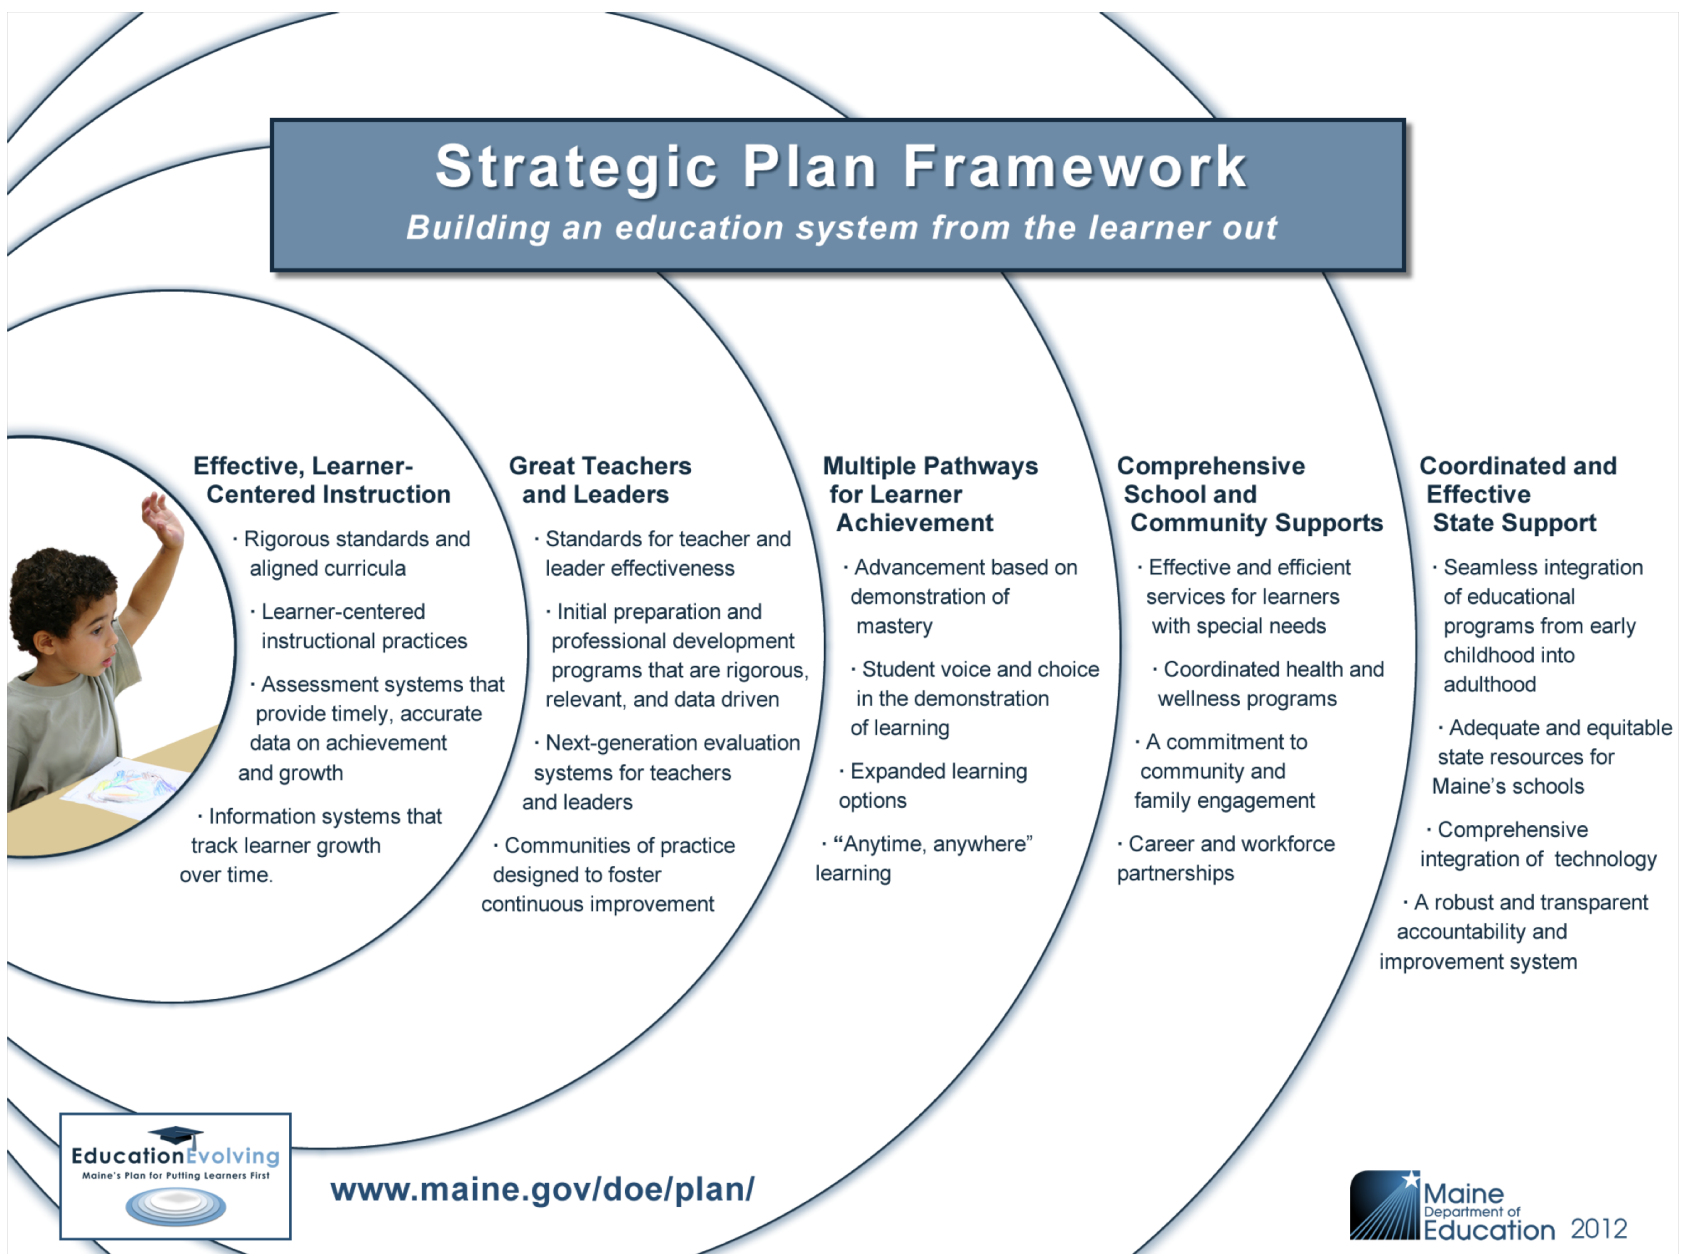 Strategic Plan Framework
Building an education system from the learner out
Effective, Learner-
Centered Instruction
· Rigorous standards and
aligned curricula
· Learner-centered
instructional practices
· Assessment systems that
provide timely, accurate
data on achievement
and growth
· Information systems that
track learner growth
over time.
Great Teachers
and Leaders
· Standards for teacher and
leader effectiveness
· Initial preparation and
professional development
programs that are rigorous,
relevant, and data driven
· Next-generation evaluation
systems for teachers
and leaders
· Communities of practice
designed to foster
continuous improvement
Multiple Pathways
for Learner
Achievement
· Advancement based on
demonstration of
mastery
· Student voice and choice
in the demonstration
of learning
· Expanded learning
options
· “Anytime, anywhere”
learning
Comprehensive
School and
Community Supports
· Effective and efficient
services for learners
with special needs
· Coordinated health and
wellness programs
· A commitment to
community and
family engagement
· Career and workforce
partnerships
Coordinated and
Effective
State Support
· Seamless integration
of educational
programs from early
childhood into
adulthood
· Adequate and equitable
state resources for
Maine’s schools
· Comprehensive
integration of technology
· A robust and transparent
accountability and
improvement system
EducationEvolving
Maine's Plan for Putting Learners First
www.maine.gov/doe/plan/
Maine
Department of
Education 2012